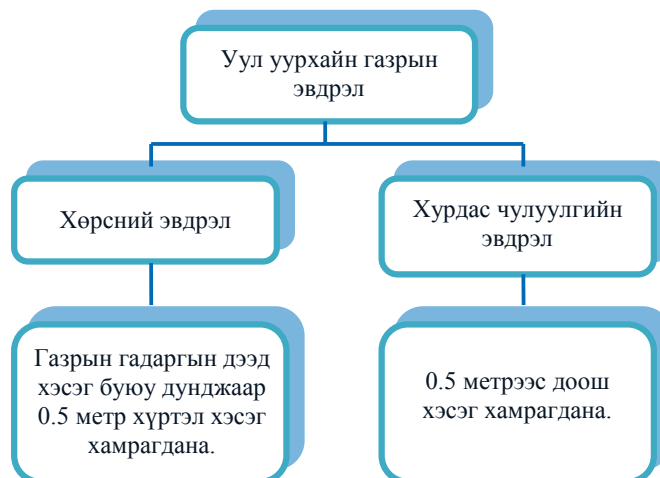 Уул уурхайн газрын
эвдрэл
Хөрсний эвдрэл
Хурдас чулуулгийн
эвдрэл
Газрын гадаргын дээд
хэсэг буюу дунджаар
0.5 метр хүртэл хэсэг
хамрагдана.
0.5 метрээс доош
хэсэг хамрагдана.